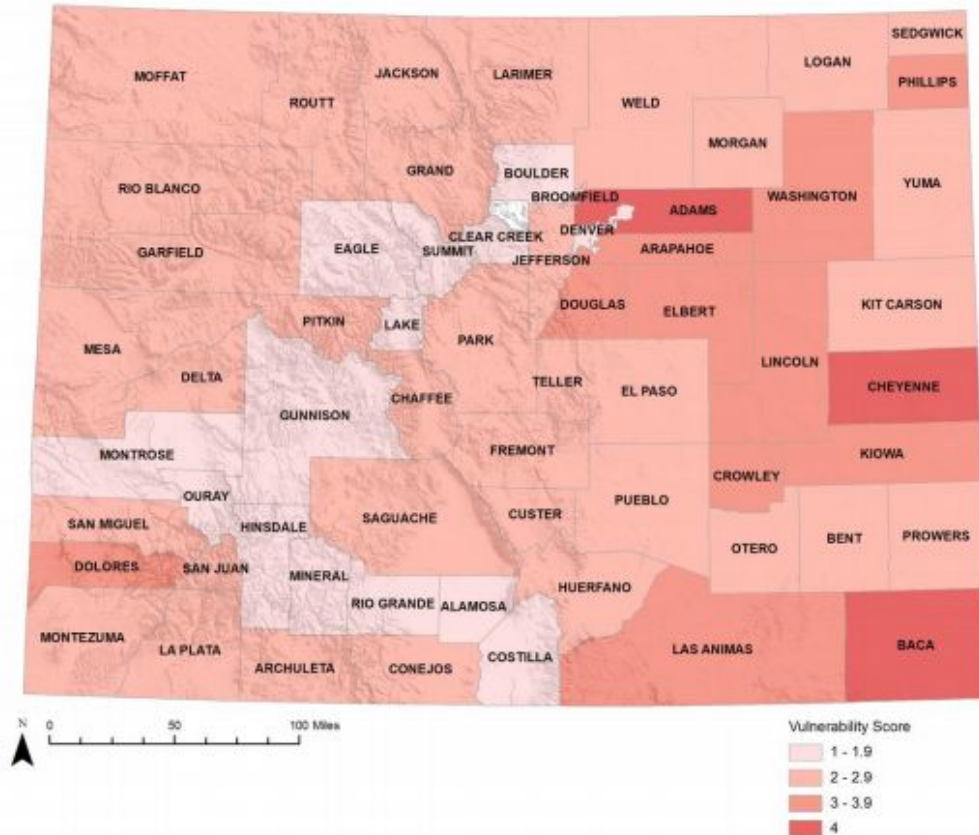 SEDGWICK
LOGAN
MOFFAT
JACKSON
LARIMER
PHILLIPS
ROUTT
WELD
MORGAN
GRAND
BOULDER
RIO BLANCO
YUMA
BROOMFIELD
WASHINGTON
ADAMS
DENVER
CLEAR CREEK
EAGLE
SUMMIT
ARAPAHOE
GARFIELD
JEFFERSON
DOUGLAS
ELBERT
KIT CARSON
PITKIN
LAKE
PARK
MESA
LINCOLN
DELTA
TELLER
CHEYENNE
EL PASO
CHAFFEE
GUNNISON
FREMONT
MONTROSE
KIOWA
CROWLEY
OURAY
PUEBLO
SAGUACHE
CUSTER
SAN MIGUEL
HINSDALE
BENT
PROWERS
OTERO
DOLORES
SAN JUAN
MINERAL
HUERFANO
RIO GRANDE
ALAMOSA
MONTEZUMA
LA PLATA
LAS ANIMAS
BACA
COSTILLA
ARCHULETA
CONEJOS
N
0 50 100 Miles
Vulnerability Score
1 - 1.9
2 - 2.9
3 - 3.9
4